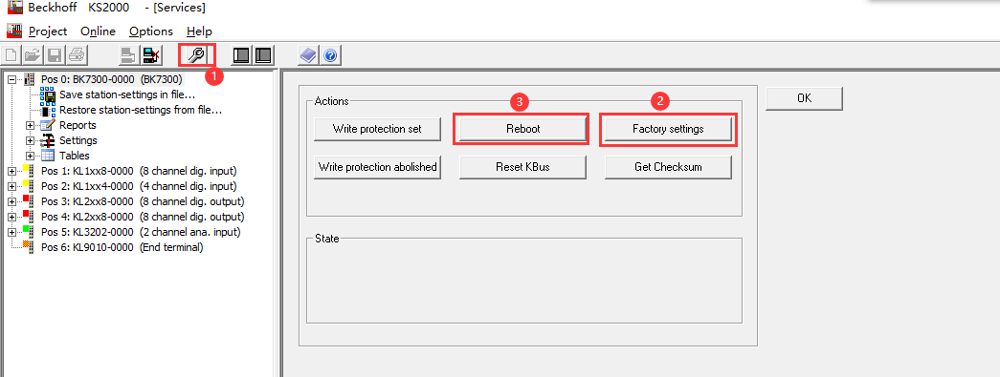 Beckhoff KS2000 - [Services]
Project Online Options Help
1
Pos 0: BK7300-0000 (BK7300)
Save station-settings in file...
Restore station-settings from file...
Reports
Settings
Tables
Pos 1: KL1xx8-0000 (8 channel dig. input)
Pos 2: KL1xx4-0000 (4 channel dig. input)
Pos 3: KL2xx8-0000 (8 channel dig. output)
Pos 4: KL2xx8-0000 (8 channel dig. output)
Pos 5: KL3202-0000 (2 channel ana. input)
Pos 6: KL9010-0000 (End terminal)
Actions
3
2
Write protection set
Reboot
Factory settings
Write protection abolished
Reset KBus
Get Checksum
State
OK